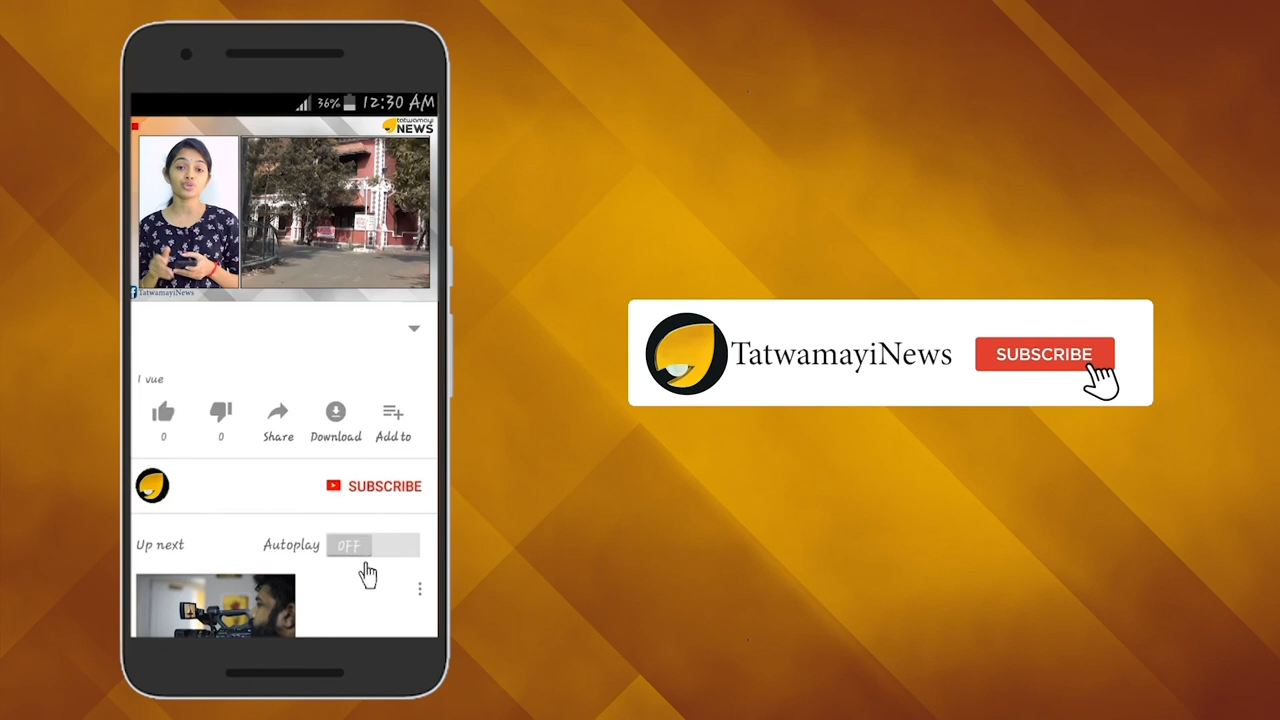 36% 12:30 AM
tatwamayi
NEWS
TatwamayiNews
1 vue
0 0 Share Download Add to
SUBSCRIBE
Up next Autoplay OFF
TatwamayiNews SUBSCRIBE